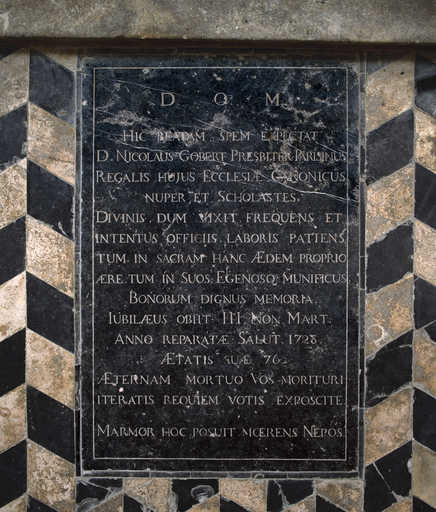 D O M
HIC BEATAM SPEM EXPECTAT
D. NICOLAUS GOBERT PRESBITER PARISINUS
REGALIS HUJUS ECCLESIÆ CANONICUS
NUPER ET SCHOLASTES.
DIVINIS. DUM VIXIT FREQUENS ET
INTENTUS OFFICIIS. LABORIS PATIENS
TUM. IN SACRAM HANC ÆDEM PROPRIO
ÆRE. TUM IN SUOS. EGENOSQ. MUNIFICUS.
BONORUM DIGNUS MEMORIA.
IUBILÆUS OBIIT III NON. MART.
ANNO REPARATÆ SALUT. 1728.
ÆTATIS SUÆ 76.
ÆTERNAM MORTUO VOS MORITURI
ITERATIS REQUIEM VOTIS EXPOSCITE
MARMOR HOC POSUIT MŒRENS NEPOS